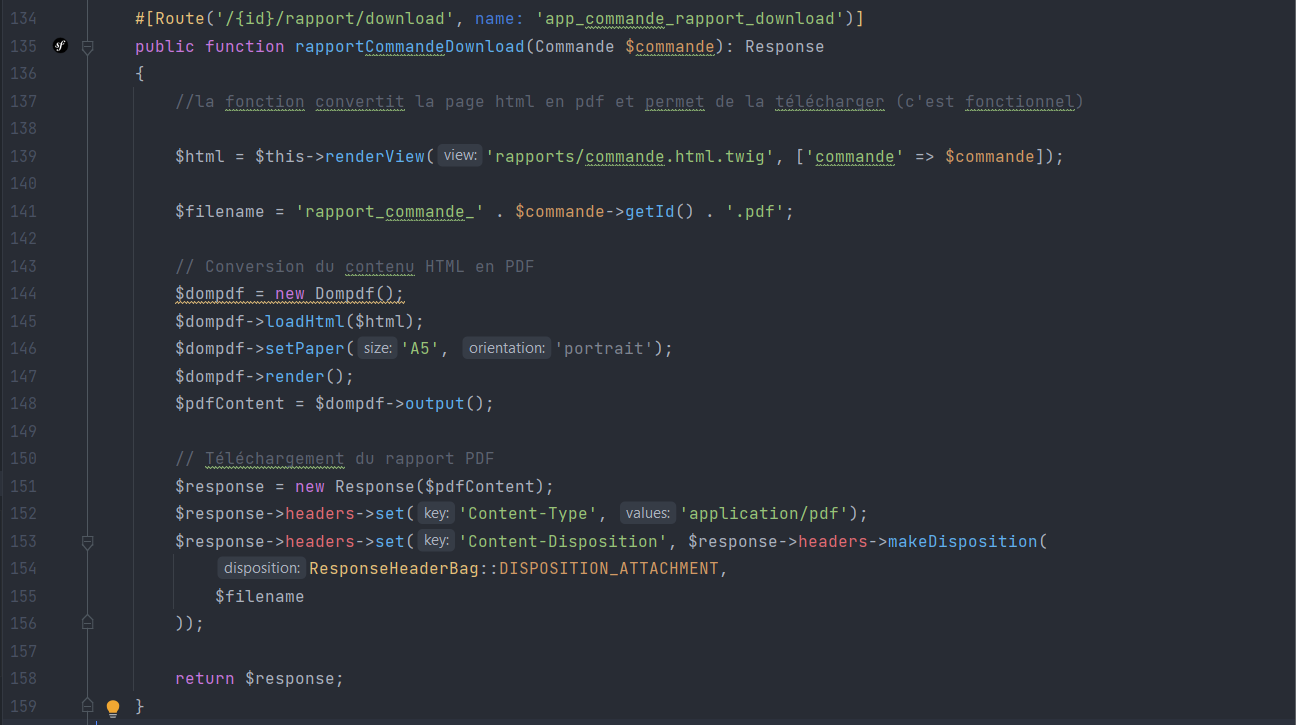 134 #[Route('/{id}/rapport/download', name: 'app_commande_rapport_download')]
135 public function rapportCommandeDownload(Commande $commande): Response
136 {
137 //la fonction convertit la page html en pdf et permet de la télécharger (c'est fonctionnel)
138
139 $html = $this->renderView( view: 'rapports/commande.html.twig', ['commande' => $commande]);
140
141 $filename = 'rapport_commande_' . $commande->getId() . '.pdf';
142
143 // Conversion du contenu HTML en PDF
144 $dompdf = new Dompdf();
145 $dompdf->loadHtml($html);
146 $dompdf->setPaper( size: 'A5', orientation: 'portrait');
147 $dompdf->render();
148 $pdfContent = $dompdf->output();
149
150 // Téléchargement du rapport PDF
151 $response = new Response($pdfContent);
152 $response->headers->set( key: 'Content-Type', values: 'application/pdf');
153 $response->headers->set( key: 'Content-Disposition', $response->headers->makeDisposition(
154 disposition: ResponseHeaderBag::DISPOSITION_ATTACHMENT,
155 $filename
156 ));
157
158 return $response;
159 }